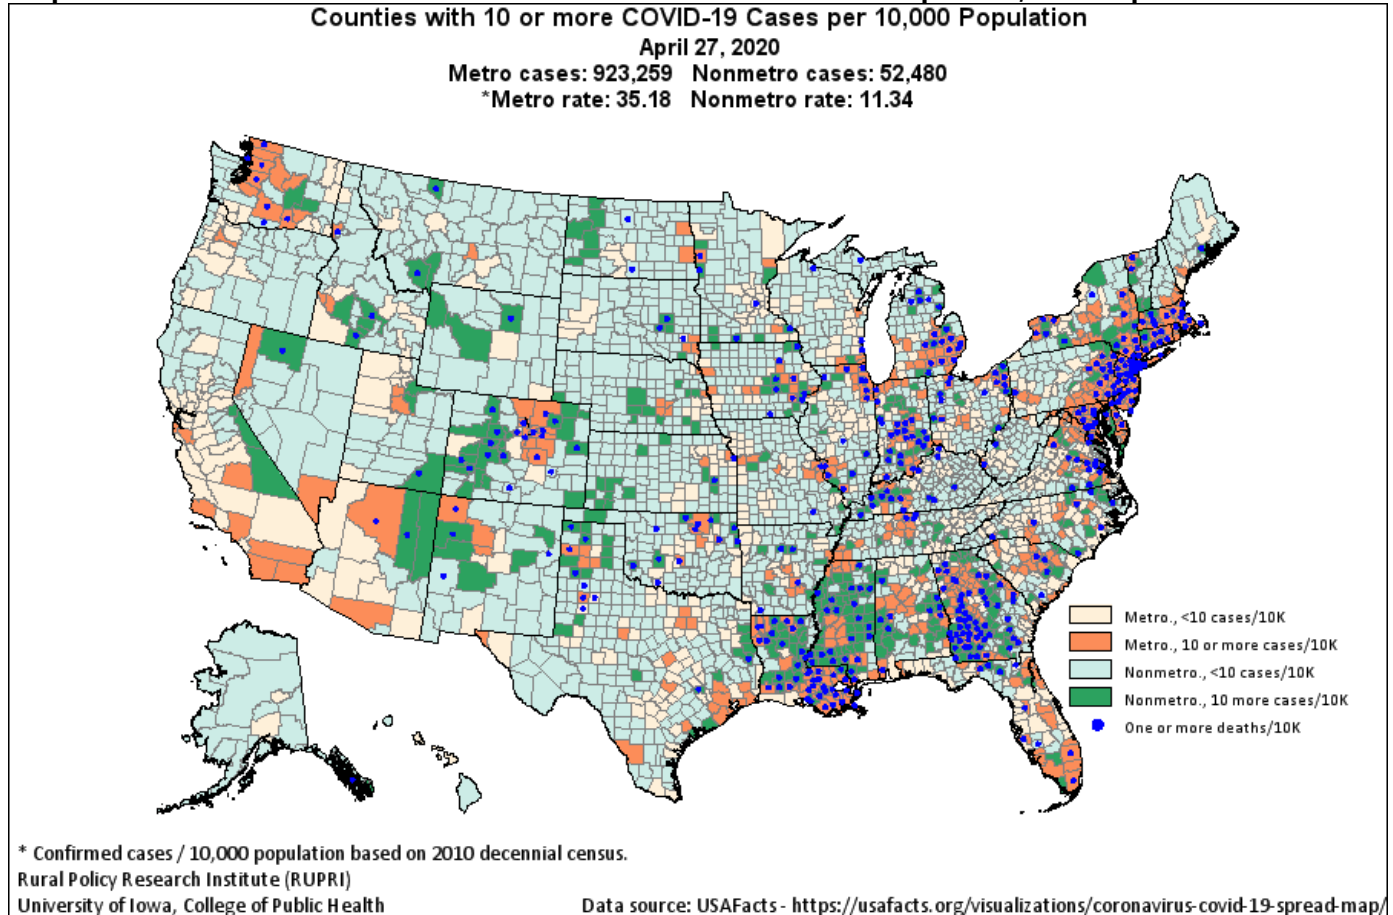 Counties with 10 or more COVID-19 Cases per 10,000 Population
April 27, 2020
Metro cases: 923,259 Nonmetro cases: 52,480
*Metro rate: 35.18 Nonmetro rate: 11.34
Metro., <10 cases/10K
Metro., 10 or more cases/10K
Nonmetro., <10 cases/10K
Nonmetro., 10 more cases/10K
One or more deaths/10K
* Confirmed cases / 10,000 population based on 2010 decennial census.
Rural Policy Research Institute (RUPRI)
University of Iowa, College of Public Health
Data source: USAFacts - https://usafacts.org/visualizations/coronavirus-covid-19-spread-map/